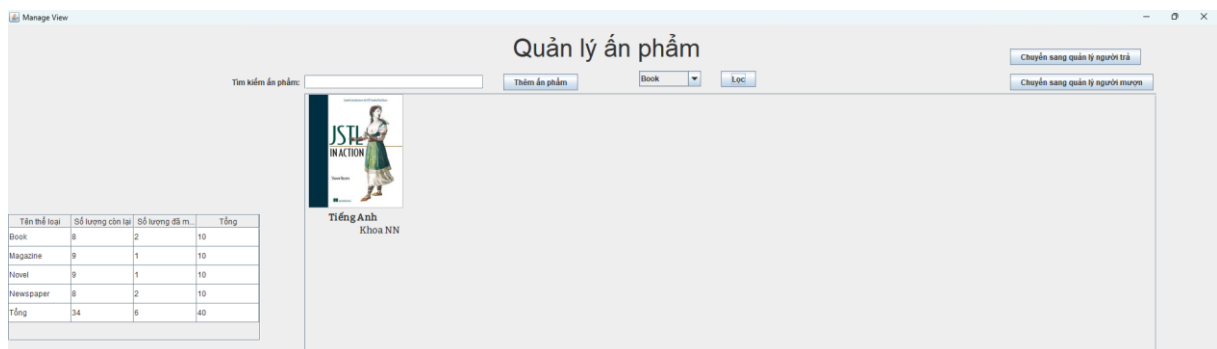 Manage View
Quản lý ấn phẩm
Chuyển sang quản lý người trả
Tìm kiếm ấn phẩm:
Thêm ấn phẩm
Book
Lọc
Chuyển sang quản lý người mượn
JSTL
IN ACTION
Tiếng Anh
Khoa NN
Tên thể loại Số lượng còn lại Số lượng đã m... Tổng
Book 8 2 10
Magazine 9 1 10
Novel 9 1 10
Newspaper 8 2 10
Tổng 34 6 40